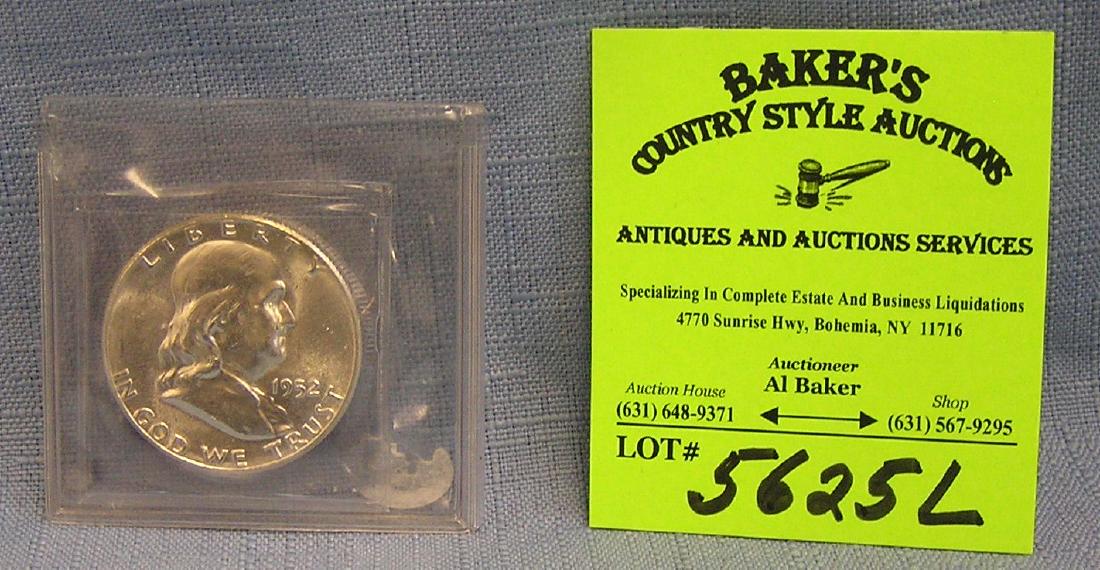 LIBERTY
1952
IN GOD WE TRUST
BAKER'S
COUNTRY STYLE AUCTIONS
ANTIQUES AND AUCTIONS SERVICES
Specializing In Complete Estate And Business Liquidations
4770 Sunrise Hwy, Bohemia, NY 11716
Auctioneer
Al Baker
Auction House
(631) 648-9371
Shop
(631) 567-9295
LOT# 5625L